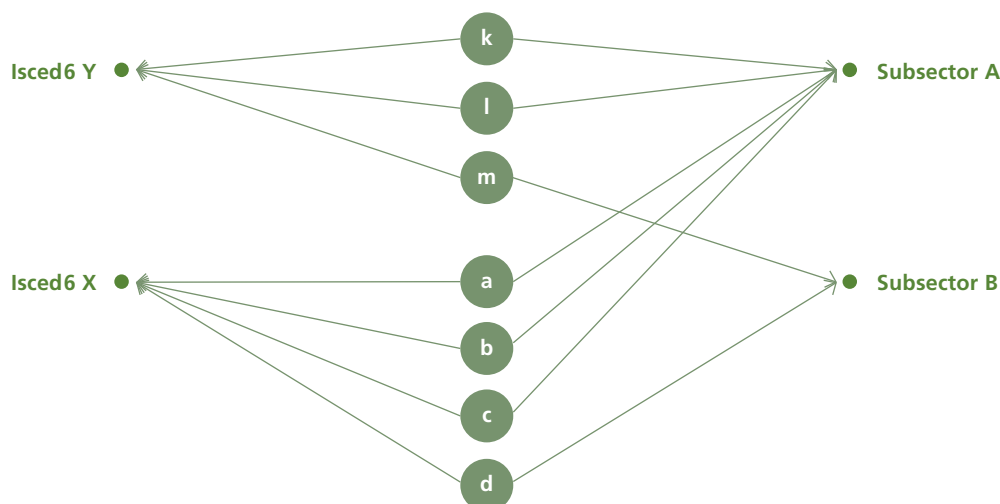 k
Isced6 Y
Subsector A
l
m
Isced6 X
a
Subsector B
b
c
d